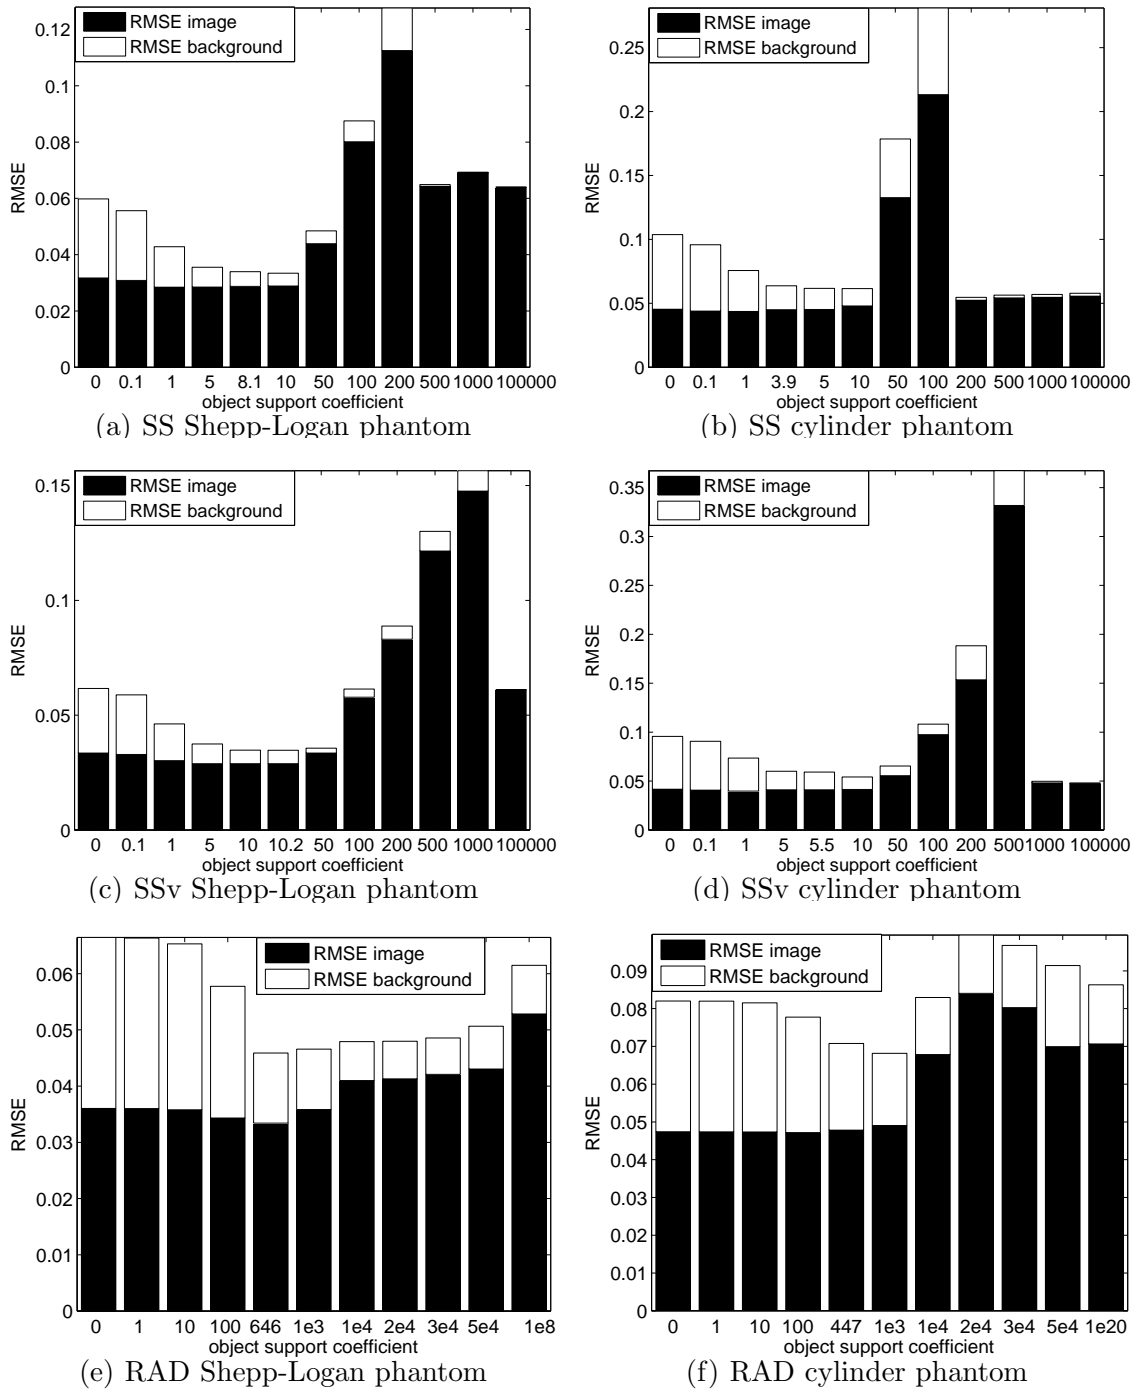 RMSE image
RMSE background
0.12
0.1
0.08
0.06
0.04
0.02
0
RMSE
0 0.1 1 5 8.1 10 50 100 200 500 1000 100000
object support coefficient
(a) SS Shepp-Logan phantom
RMSE image
RMSE background
0.25
0.2
0.15
0.1
0.05
0
RMSE
0 0.1 1 3.9 5 10 50 100 200 500 1000 100000
object support coefficient
(b) SS cylinder phantom
RMSE image
RMSE background
0.15
0.1
0.05
0
RMSE
0 0.1 1 5 10 10.2 50 100 200 500 1000 100000
object support coefficient
(c) SSv Shepp-Logan phantom
RMSE image
RMSE background
0.35
0.3
0.25
0.2
0.15
0.1
0.05
0
RMSE
0 0.1 1 5 5.5 10 50 100 200 500 1000 100000
object support coefficient
(d) SSv cylinder phantom
RMSE image
RMSE background
0.06
0.05
0.04
0.03
0.02
0.01
0
RMSE
0 1 10 100 646 1e3 1e4 2e4 3e4 5e4 1e8
object support coefficient
(e) RAD Shepp-Logan phantom
RMSE image
RMSE background
0.09
0.08
0.07
0.06
0.05
0.04
0.03
0.02
0.01
0
RMSE
0 1 10 100 447 1e3 1e4 2e4 3e4 5e4 1e20
object support coefficient
(f) RAD cylinder phantom